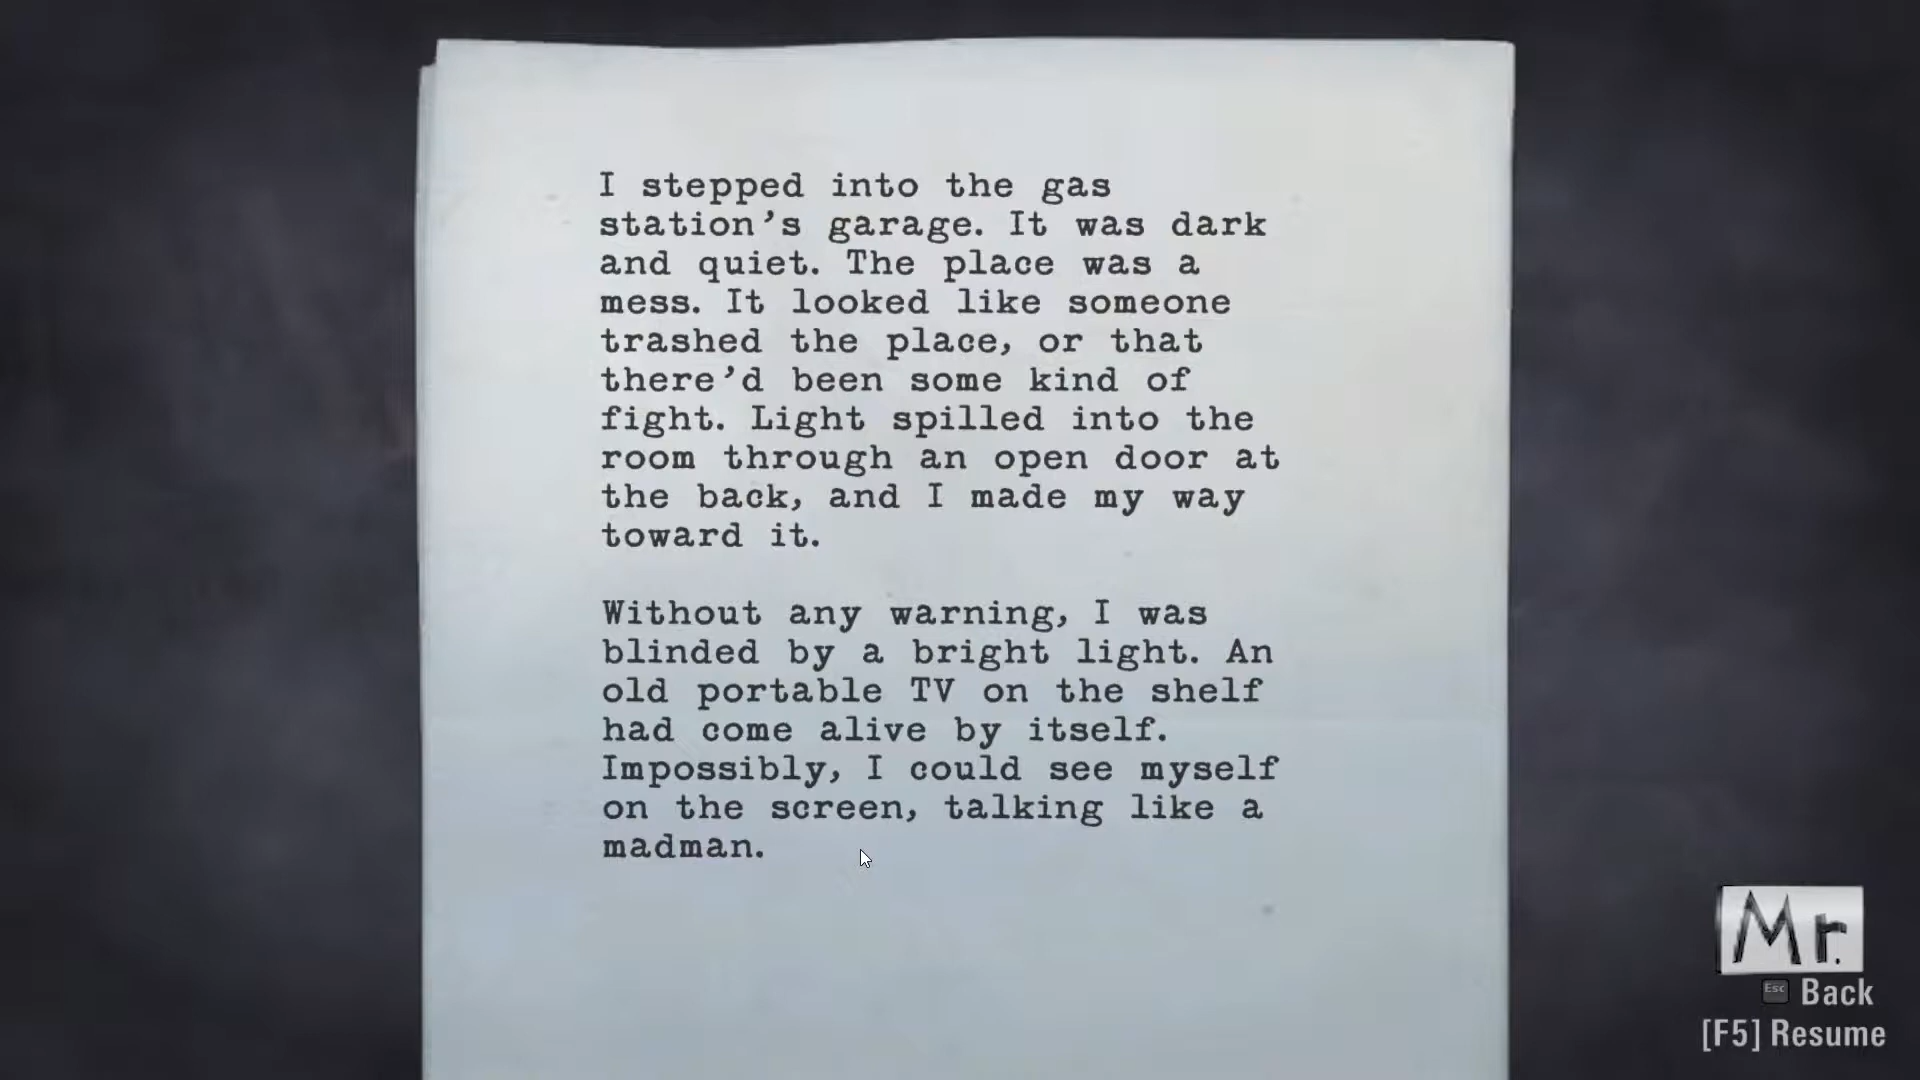 I stepped into the gas
station’s garage. It was dark
and quiet. The place was a
mess. It looked like someone
trashed the place, or that
there’d been some kind of
fight. Light spilled into the
room through an open door at
the back, and I made my way
toward it.
Without any warning, I was
blinded by a bright light. An
old portable TV on the shelf
had come alive by itself.
Impossibly, I could see myself
on the screen, talking like a
madman.
Mr.
Esc Back
[F5] Resume